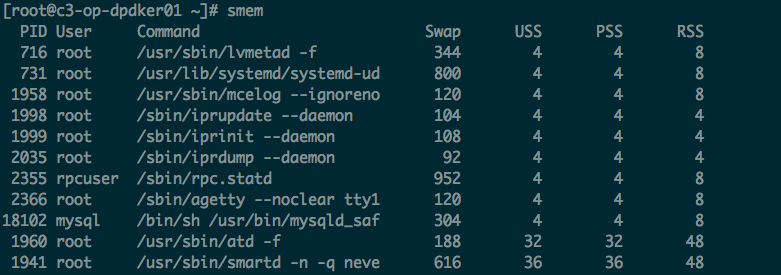 [root@c3-op-dpdker01 ~]# smem
PID User Command Swap USS PSS RSS
716 root /usr/sbin/lvmetad -f 344 4 4 8
731 root /usr/lib/systemd/systemd-ud 800 4 4 8
1958 root /usr/sbin/mcelog --ignoreno 120 4 4 8
1998 root /sbin/iprupdate --daemon 104 4 4 4
1999 root /sbin/iprinit --daemon 108 4 4 4
2035 root /sbin/iprdump --daemon 92 4 4 4
2355 rpcuser /sbin/rpc.statd 952 4 4 8
2366 root /sbin/agetty --noclear tty1 120 4 4 8
18102 mysql /bin/sh /usr/bin/mysqld_saf 304 4 4 8
1960 root /usr/sbin/atd -f 188 32 32 48
1941 root /usr/sbin/smartd -n -q neve 616 36 36 48